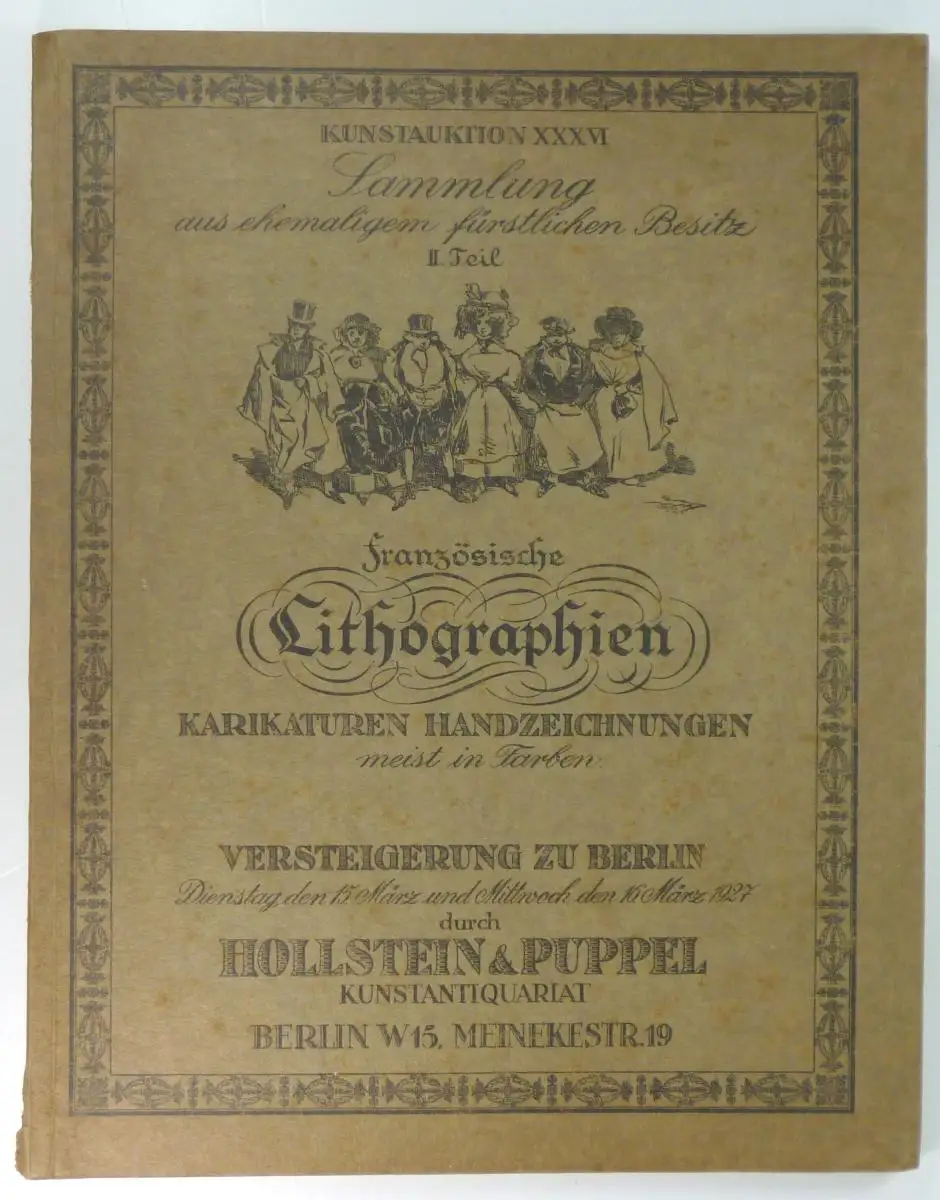 KUNSTAUKTION XXXVI
Sammlung
aus ehemaligem fürstlichen Besitz
II. Teil
Französische
Lithographien
KARIKATUREN HANDZEICHNUNGEN
meist in Farben
VERSTEIGERUNG ZU BERLIN
Dienstag den 15. März und Mittwoch den 16. März 1927
durch
HOLLSTEIN & PUPPEL
KUNSTANTIQUARIAT
BERLIN W15, MEINEKESTR. 19